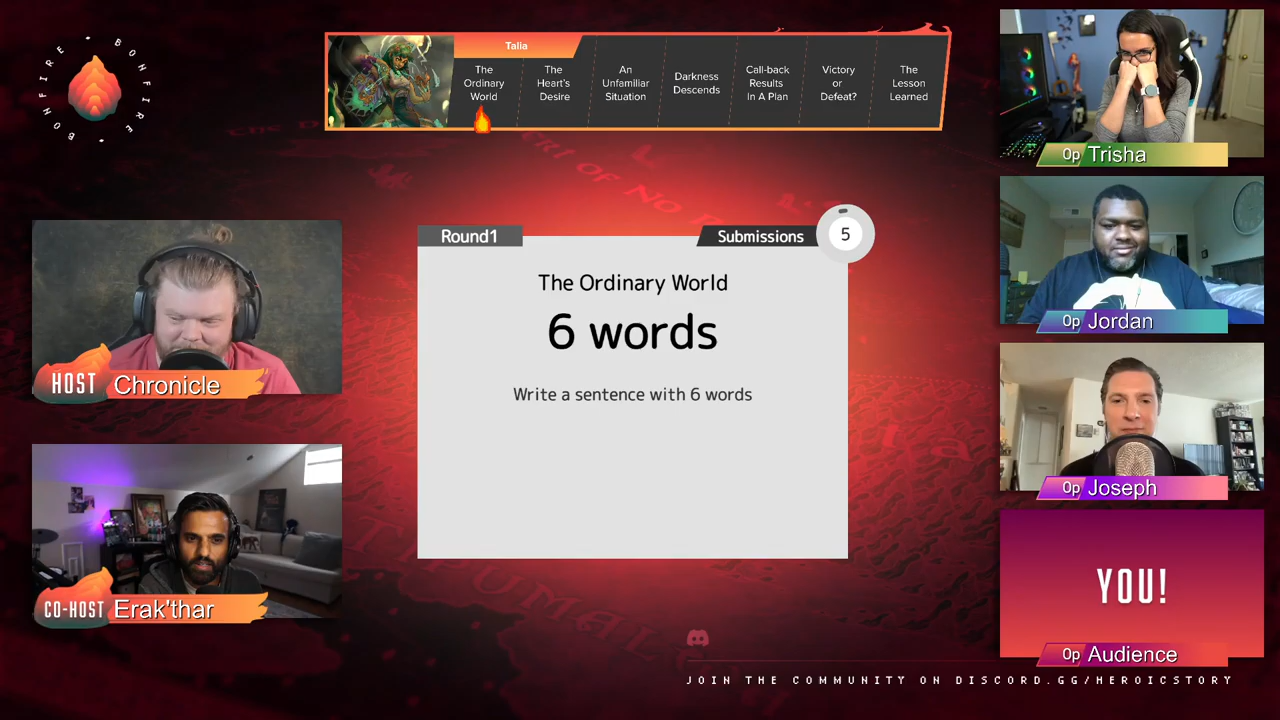 BONFIRE • BONFIRE •
Talia
The
Ordinary
World
The
Heart's
Desire
An
Unfamiliar
Situation
Darkness
Descends
Call-back
Results
In A Plan
Victory
or
Defeat?
The
Lesson
Learned
0p Trisha
Round1
Submissions
5
The Ordinary World
6 words
Write a sentence with 6 words
0p Jordan
HOST Chronicle
0p Joseph
CO-HOST Erak'thar
YOU!
0p Audience
JOIN THE COMMUNITY ON DISCORD.GG/HEROICSTORY